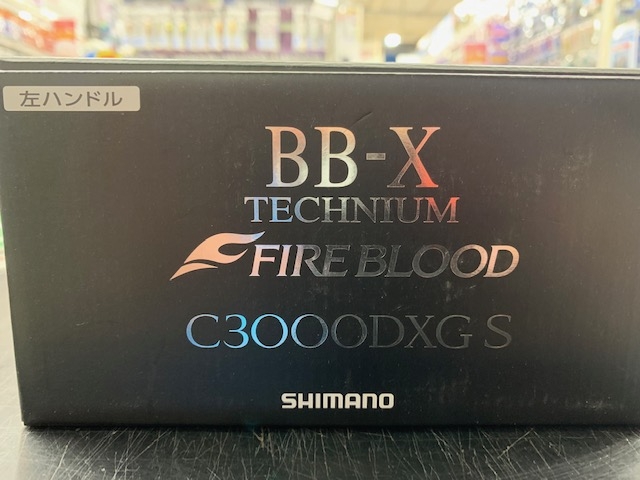 左ハンドル
BB-X
TECHNIUM
FIRE BLOOD
C3000DXG S
SHIMANO